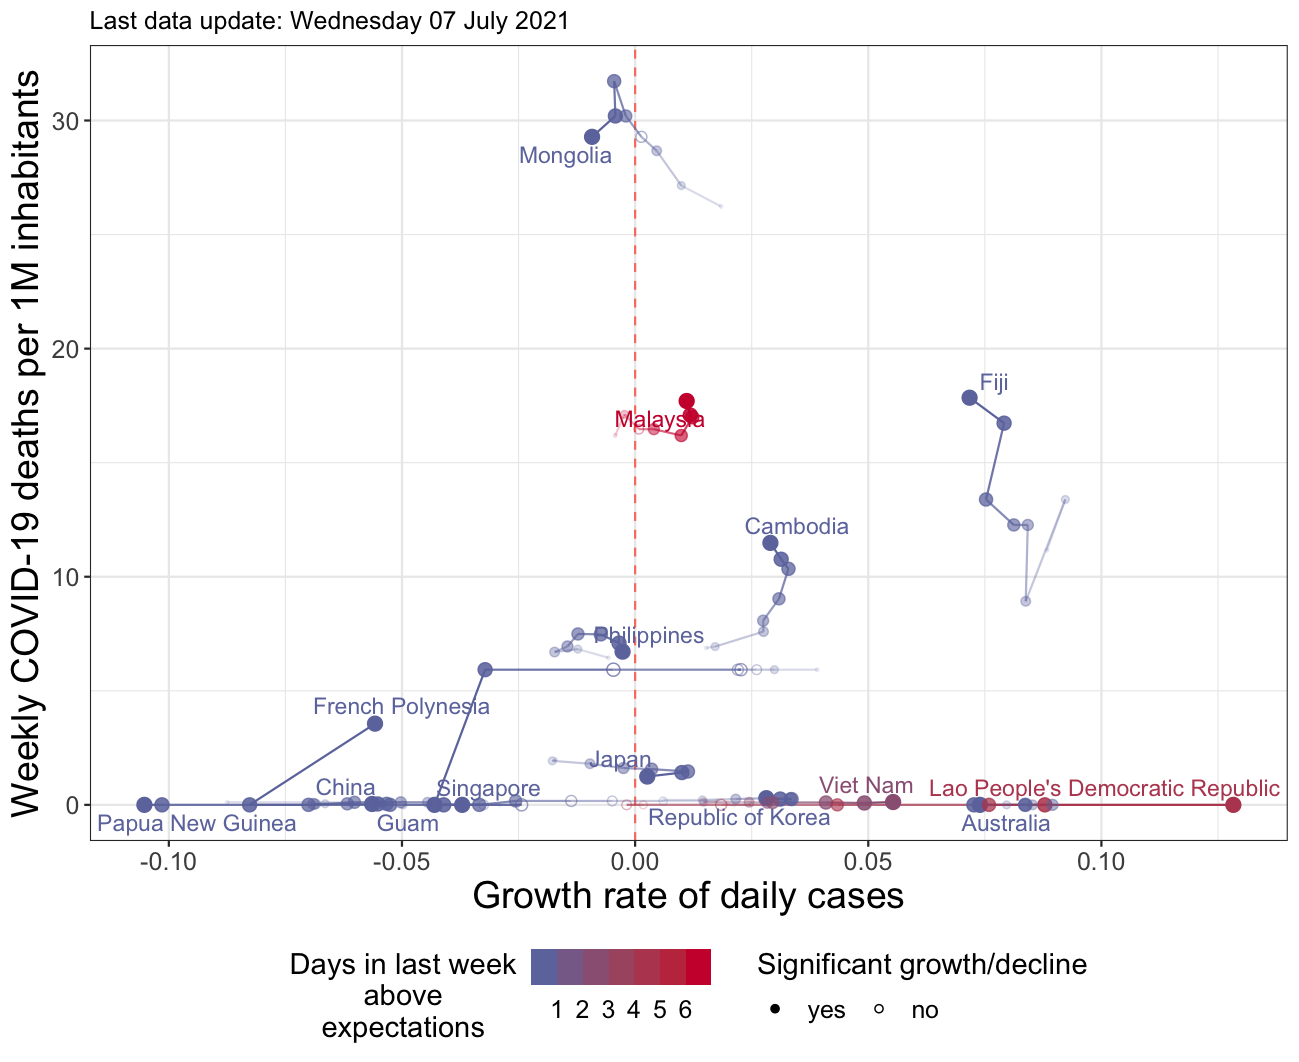 Last data update: Wednesday 07 July 2021
Weekly COVID-19 deaths per 1M inhabitants
30
20
10
0
Mongolia
Fiji
Malaysia
Cambodia
Philippines
French Polynesia
Japan
China
Singapore
Viet Nam
Lao People's Democratic Republic
Papua New Guinea
Guam
Republic of Korea
Australia
-0.10 -0.05 0.00 0.05 0.10
Growth rate of daily cases
Days in last week
above
expectations
1 2 3 4 5 6
Significant growth/decline
yes no